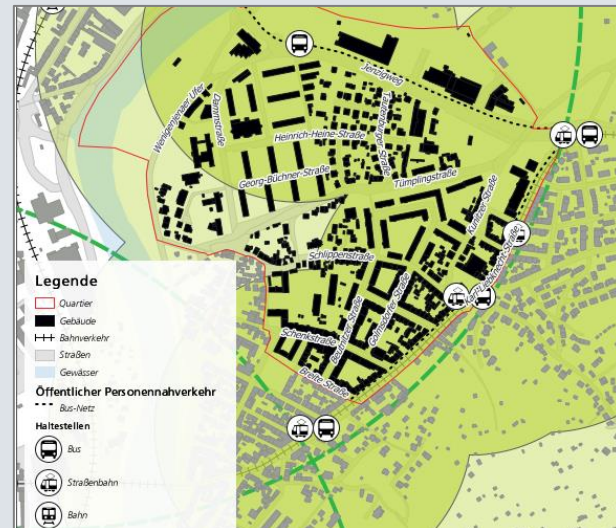 Jenzigweg
Wenigenjenaer Ufer
Dammstraße
Tautenburger Straße
Heinrich-Heine-Straße
Georg-Büchner-Straße
Tümplingstraße
Kunitzer Straße
Schlippenstraße
Karl-Liebknecht-Straße
Beutnitzer Straße
Golmsdorfer Straße
Schenkstraße
Breite Straße
Legende
Quartier
Gebäude
Bahnverkehr
Straßen
Gewässer
Öffentlicher Personennahverkehr
Bus-Netz
Haltestellen
Bus
Straßenbahn
Bahn